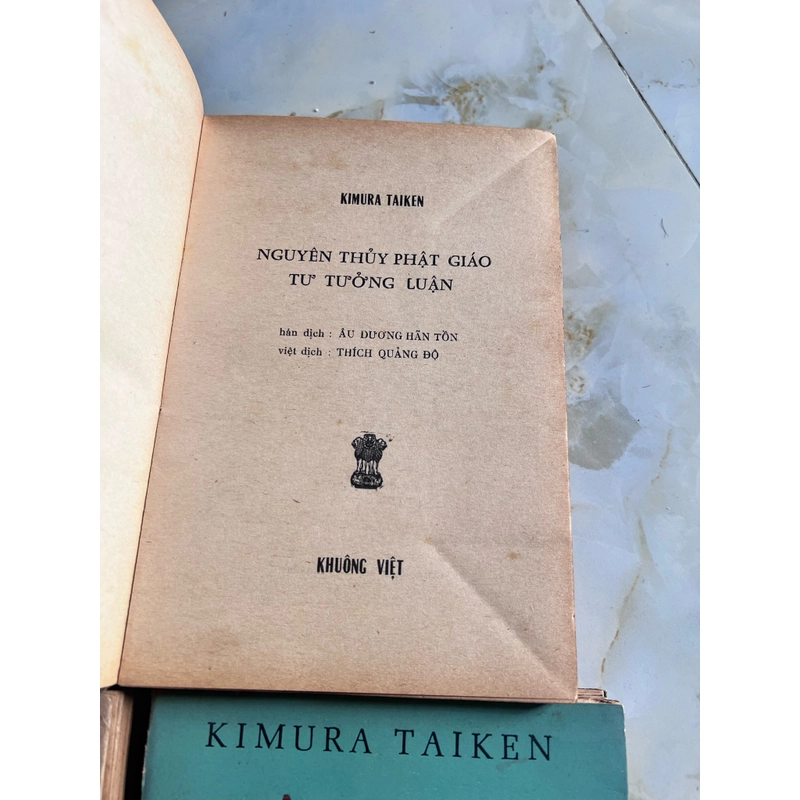 KIMURA TAIKEN
NGUYÊN THỦY PHẬT GIÁO
TƯ TƯỞNG LUẬN
hán dịch : ÂU DƯƠNG HÃN TỒN
việt dịch : THÍCH QUẢNG ĐỘ
KHUÔNG VIỆT
KIMURA TAIKEN